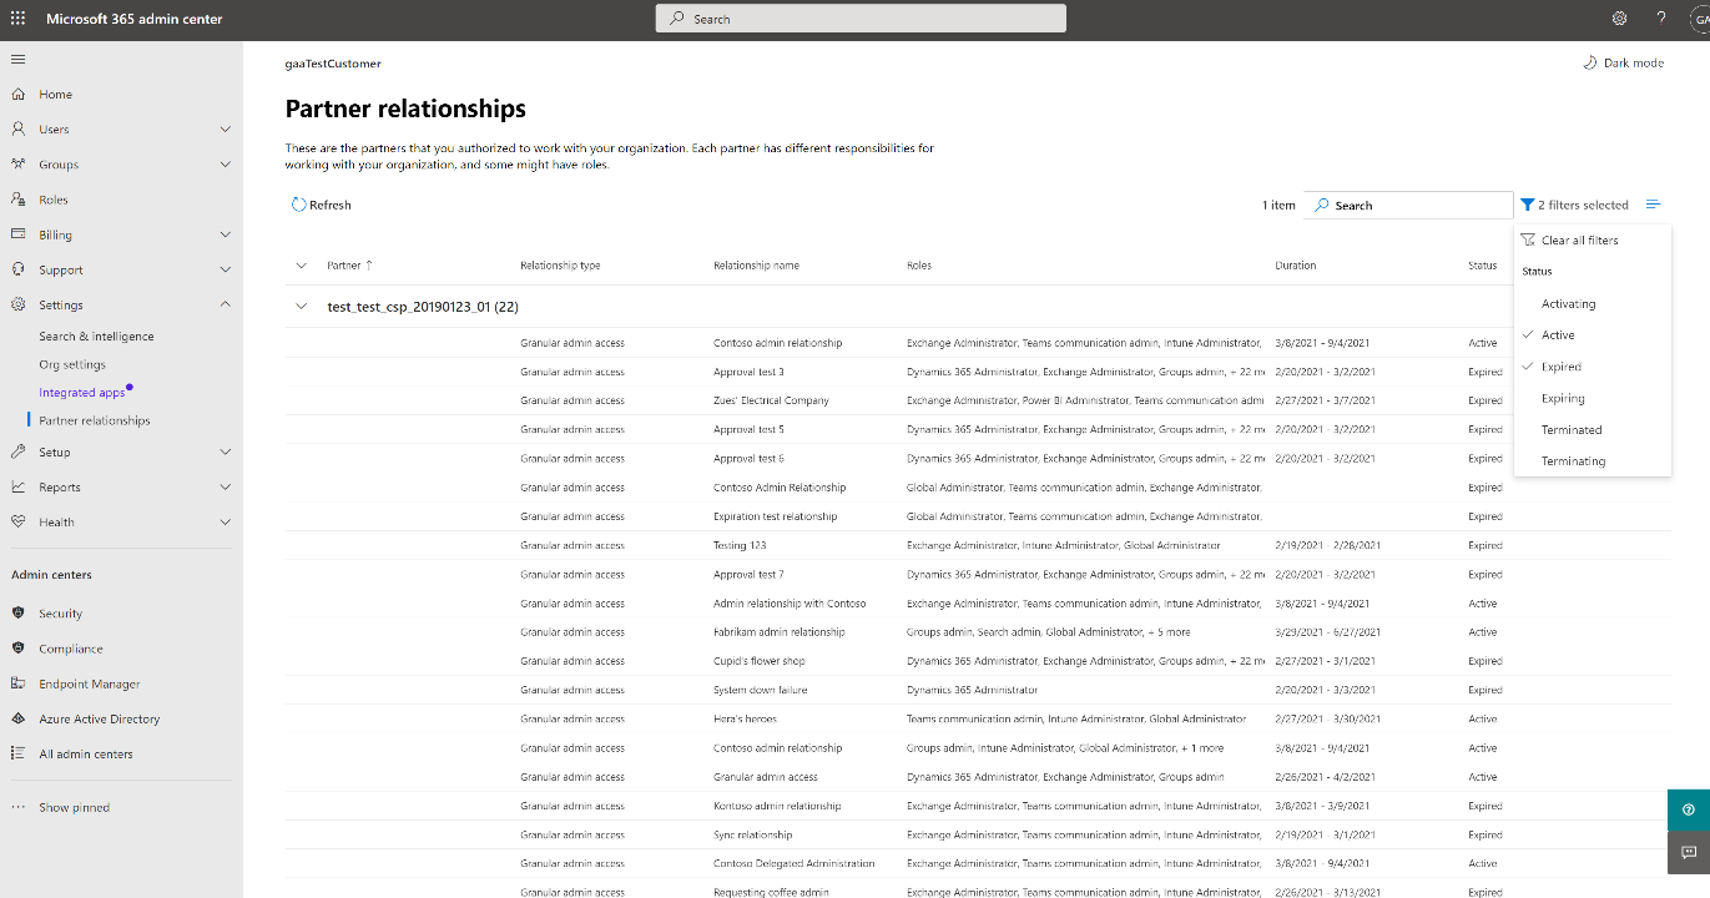 Microsoft 365 admin center
Search
GA
gaaTestCustomer
Dark mode
Home
Users
Groups
Roles
Billing
Support
Settings
Search & intelligence
Org settings
Integrated apps
Partner relationships
Setup
Reports
Health
Admin centers
Security
Compliance
Endpoint Manager
Azure Active Directory
All admin centers
Show pinned
Partner relationships
These are the partners that you authorized to work with your organization. Each partner has different responsibilities for
working with your organization, and some might have roles.
Refresh
1 item
Search
2 filters selected
Clear all filters
Status
Activating
Active
Expired
Expiring
Terminated
Terminating
Partner ↑ Relationship type Relationship name Roles Duration Status
test_test_csp_20190123_01 (22)
Granular admin access Contoso admin relationship Exchange Administrator, Teams communication admin, Intune Administrator, 3/8/2021 - 9/4/2021 Active
Granular admin access Approval test 3 Dynamics 365 Administrator, Exchange Administrator, Groups admin, + 22 m 2/20/2021 - 3/2/2021 Expired
Granular admin access Zues' Electrical Company Exchange Administrator, Power BI Administrator, Teams communication admi 2/27/2021 - 3/7/2021 Expired
Granular admin access Approval test 5 Dynamics 365 Administrator, Exchange Administrator, Groups admin, + 22 m 2/20/2021 - 3/2/2021 Expired
Granular admin access Approval test 6 Dynamics 365 Administrator, Exchange Administrator, Groups admin, + 22 m 2/20/2021 - 3/2/2021 Expired
Granular admin access Contoso Admin Relationship Global Administrator, Teams communication admin, Exchange Administrator, Expired
Granular admin access Expiration test relationship Global Administrator, Teams communication admin, Exchange Administrator, Expired
Granular admin access Testing 123 Exchange Administrator, Intune Administrator, Global Administrator 2/19/2021 - 2/28/2021 Expired
Granular admin access Approval test 7 Dynamics 365 Administrator, Exchange Administrator, Groups admin, + 22 m 2/20/2021 - 3/2/2021 Expired
Granular admin access Admin relationship with Contoso Exchange Administrator, Teams communication admin, Intune Administrator, 3/8/2021 - 9/4/2021 Active
Granular admin access Fabrikam admin relationship Groups admin, Search admin, Global Administrator, + 5 more 3/29/2021 - 6/27/2021 Active
Granular admin access Cupid's flower shop Dynamics 365 Administrator, Exchange Administrator, Groups admin, + 22 m 2/27/2021 - 3/1/2021 Expired
Granular admin access System down failure Dynamics 365 Administrator 2/20/2021 - 3/3/2021 Expired
Granular admin access Hera's heroes Teams communication admin, Intune Administrator, Global Administrator 2/27/2021 - 3/30/2021 Active
Granular admin access Contoso admin relationship Groups admin, Intune Administrator, Global Administrator, + 1 more 3/8/2021 - 9/4/2021 Active
Granular admin access Granular admin access Dynamics 365 Administrator, Exchange Administrator, Groups admin 2/26/2021 - 4/2/2021 Active
Granular admin access Kontoso admin relationship Exchange Administrator, Teams communication admin, Intune Administrator, 3/8/2021 - 3/9/2021 Expired
Granular admin access Sync relationship Exchange Administrator, Teams communication admin, Intune Administrator, 2/19/2021 - 3/1/2021 Expired
Granular admin access Contoso Delegated Administration Exchange Administrator, Teams communication admin, Intune Administrator, 3/8/2021 - 9/4/2021 Active
Granular admin access Requesting coffee admin Exchange Administrator, Teams communication admin, Intune Administrator, 2/26/2021 - 3/13/2021 Expired